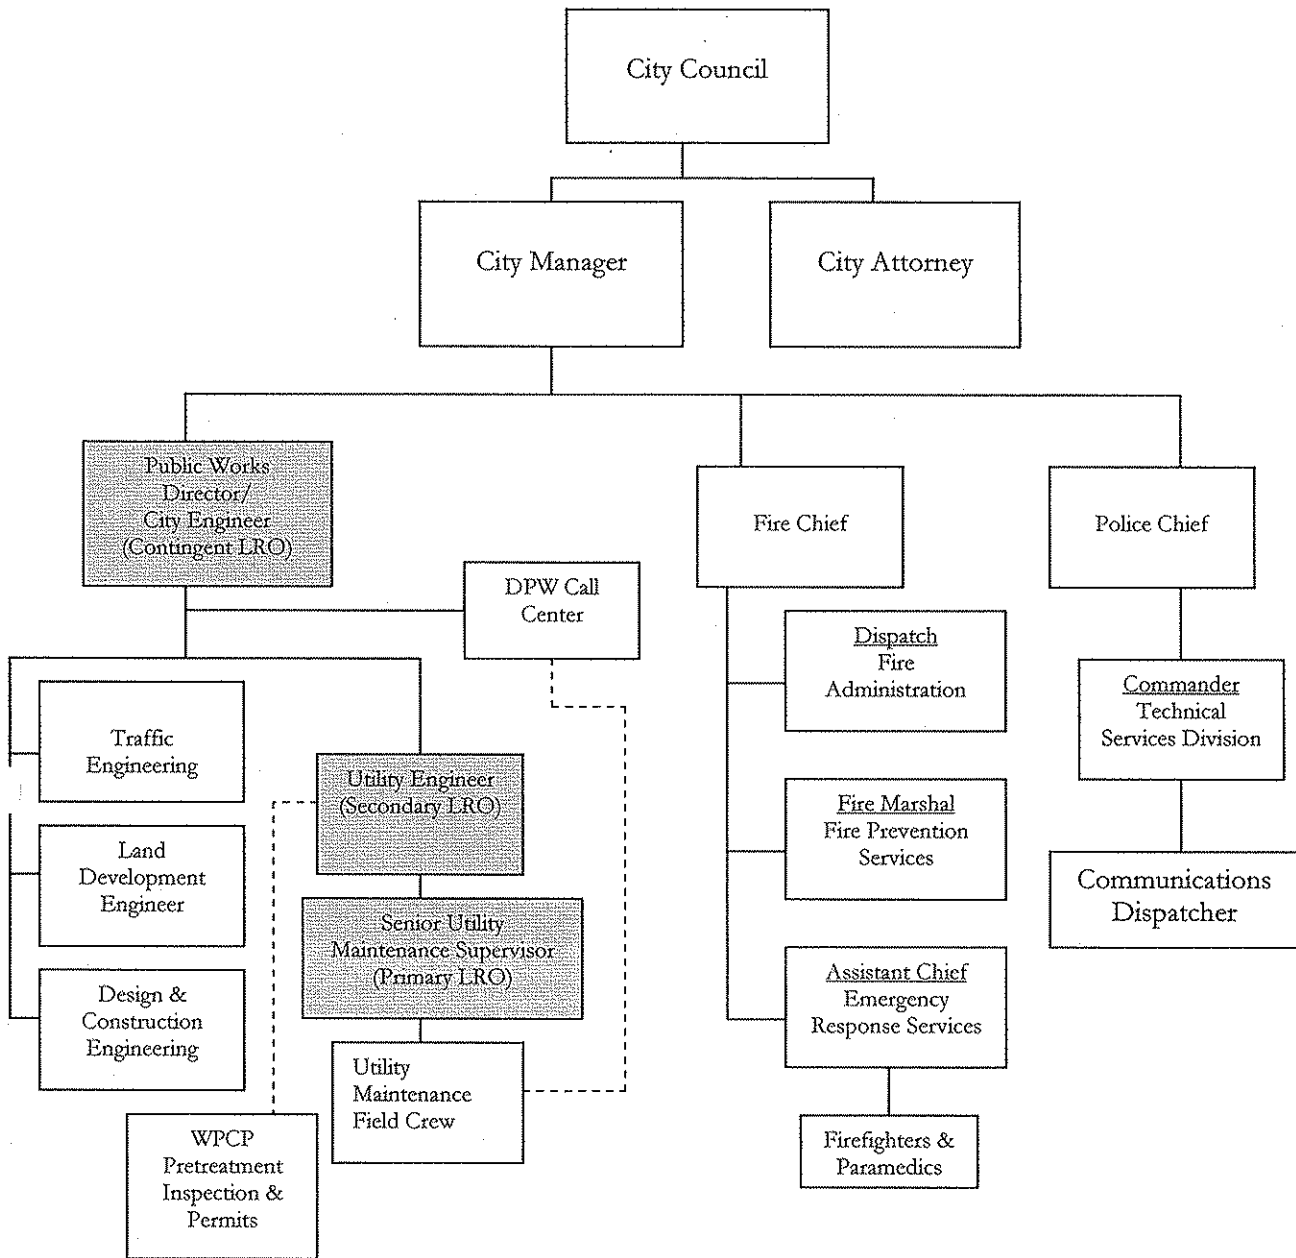 City Council
City Manager
City Attorney
Public Works
Director/
City Engineer
(Contingent LRO)
Fire Chief
Police Chief
DPW Call
Center
Dispatch
Fire
Administration
Commander
Technical
Services Division
Traffic
Engineering
Utility Engineer
(Secondary LRO)
Fire Marshal
Fire Prevention
Services
Land
Development
Engineer
Communications
Dispatcher
Senior Utility
Maintenance Supervisor
(Primary LRO)
Assistant Chief
Emergency
Response Services
Design &
Construction
Engineering
Utility
Maintenance
Field Crew
WPCP
Pretreatment
Inspection &
Permits
Firefighters &
Paramedics